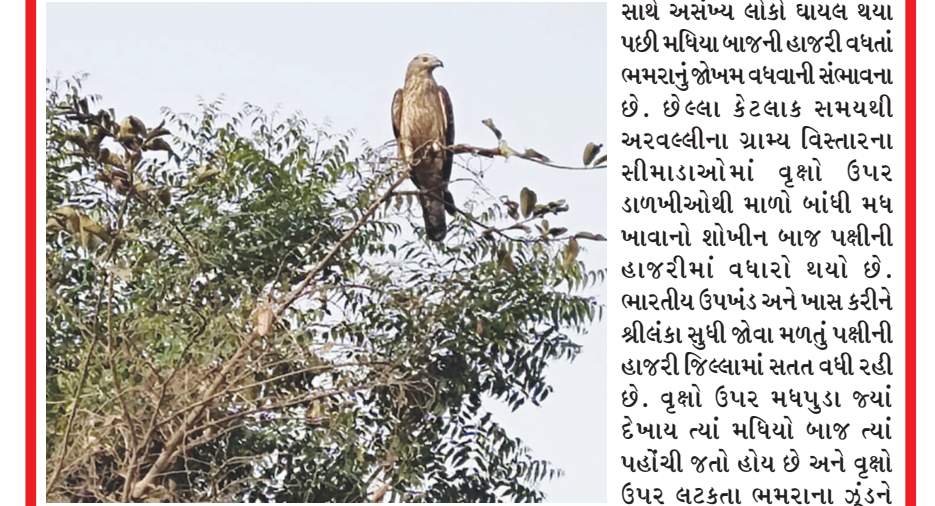 સાથે અસંખ્ય લોકો ઘાયલ થયા
પછી મધિયા બાજની હાજરી વધતાં
ભમરાનું જોખમ વધવાની સંભાવના
છે. છેલ્લા કેટલાક સમયથી
અરવલ્લીના ગ્રામ્ય વિસ્તારના
સીમાડાઓમાં વૃક્ષો ઉપર
ડાળખીઓથી માળો બાંધી મધ
ખાવાનો શોખીન બાજ પક્ષીની
હાજરીમાં વધારો થયો છે.
ભારતીય ઉપખંડ અને ખાસ કરીને
શ્રીલંકા સુધી જોવા મળતું પક્ષીની
હાજરી જિલ્લામાં સતત વધી રહી
છે. વૃક્ષો ઉપર મધપુડા જ્યાં
દેખાય ત્યાં મધિયો બાજ ત્યાં
પહોંચી જતો હોય છે અને વૃક્ષો
ઉપર લટકતા ભમરાના ઝૂંડને